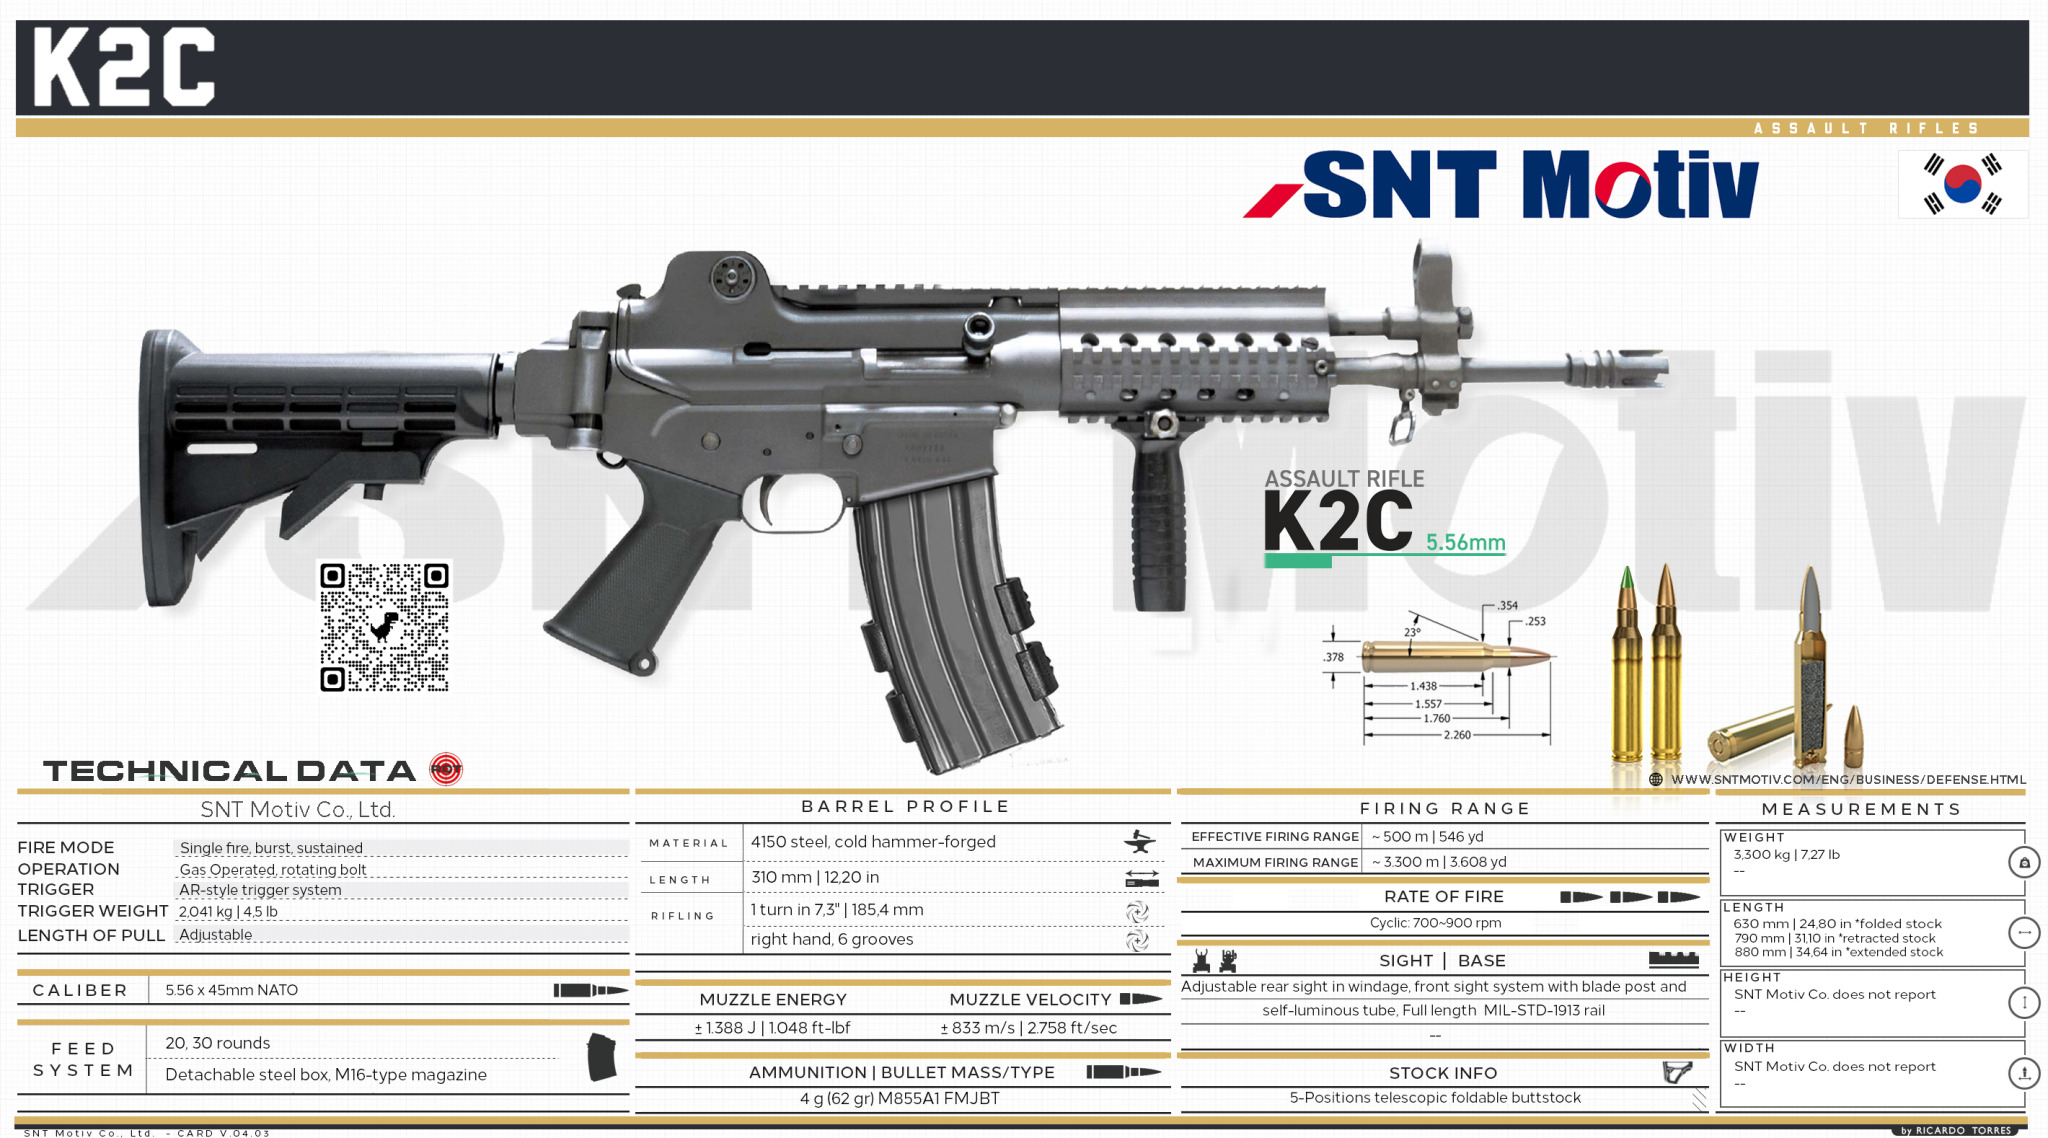 K2C
ASSAULT RIFLES
SNT Motiv
ASSAULT RIFLE
K2C 5.56mm
.354
.253
23°
.378
1.438
1.557
1.760
2.260
TECHNICAL DATA
WWW.SNTMOTIV.COM/ENG/BUSINESS/DEFENSE.HTML
SNT Motiv Co., Ltd.
FIRE MODE Single fire, burst, sustained
OPERATION Gas Operated, rotating bolt
TRIGGER AR-style trigger system
TRIGGER WEIGHT 2,041 kg | 4,5 lb
LENGTH OF PULL Adjustable
CALIBER 5.56 x 45mm NATO
FEED SYSTEM
20, 30 rounds
Detachable steel box, M16-type magazine
BARREL PROFILE
MATERIAL 4150 steel, cold hammer-forged
LENGTH 310 mm | 12,20 in
RIFLING 1 turn in 7,3" | 185,4 mm
right hand, 6 grooves
MUZZLE ENERGY MUZZLE VELOCITY
± 1.388 J | 1.048 ft-lbf ± 833 m/s | 2.758 ft/sec
AMMUNITION | BULLET MASS/TYPE
4 g (62 gr) M855A1 FMJBT
FIRING RANGE
EFFECTIVE FIRING RANGE ~ 500 m | 546 yd
MAXIMUM FIRING RANGE ~ 3.300 m | 3.608 yd
RATE OF FIRE
Cyclic: 700~900 rpm
SIGHT | BASE
Adjustable rear sight in windage, front sight system with blade post and
self-luminous tube, Full length MIL-STD-1913 rail
--
STOCK INFO
5-Positions telescopic foldable buttstock
MEASUREMENTS
WEIGHT
3,300 kg | 7,27 lb
--
LENGTH
630 mm | 24,80 in *folded stock
790 mm | 31,10 in *retracted stock
880 mm | 34,64 in *extended stock
HEIGHT
SNT Motiv Co. does not report
--
WIDTH
SNT Motiv Co. does not report
--
SNT Motiv Co., Ltd. - CARD V.04.03
by RICARDO TORRES